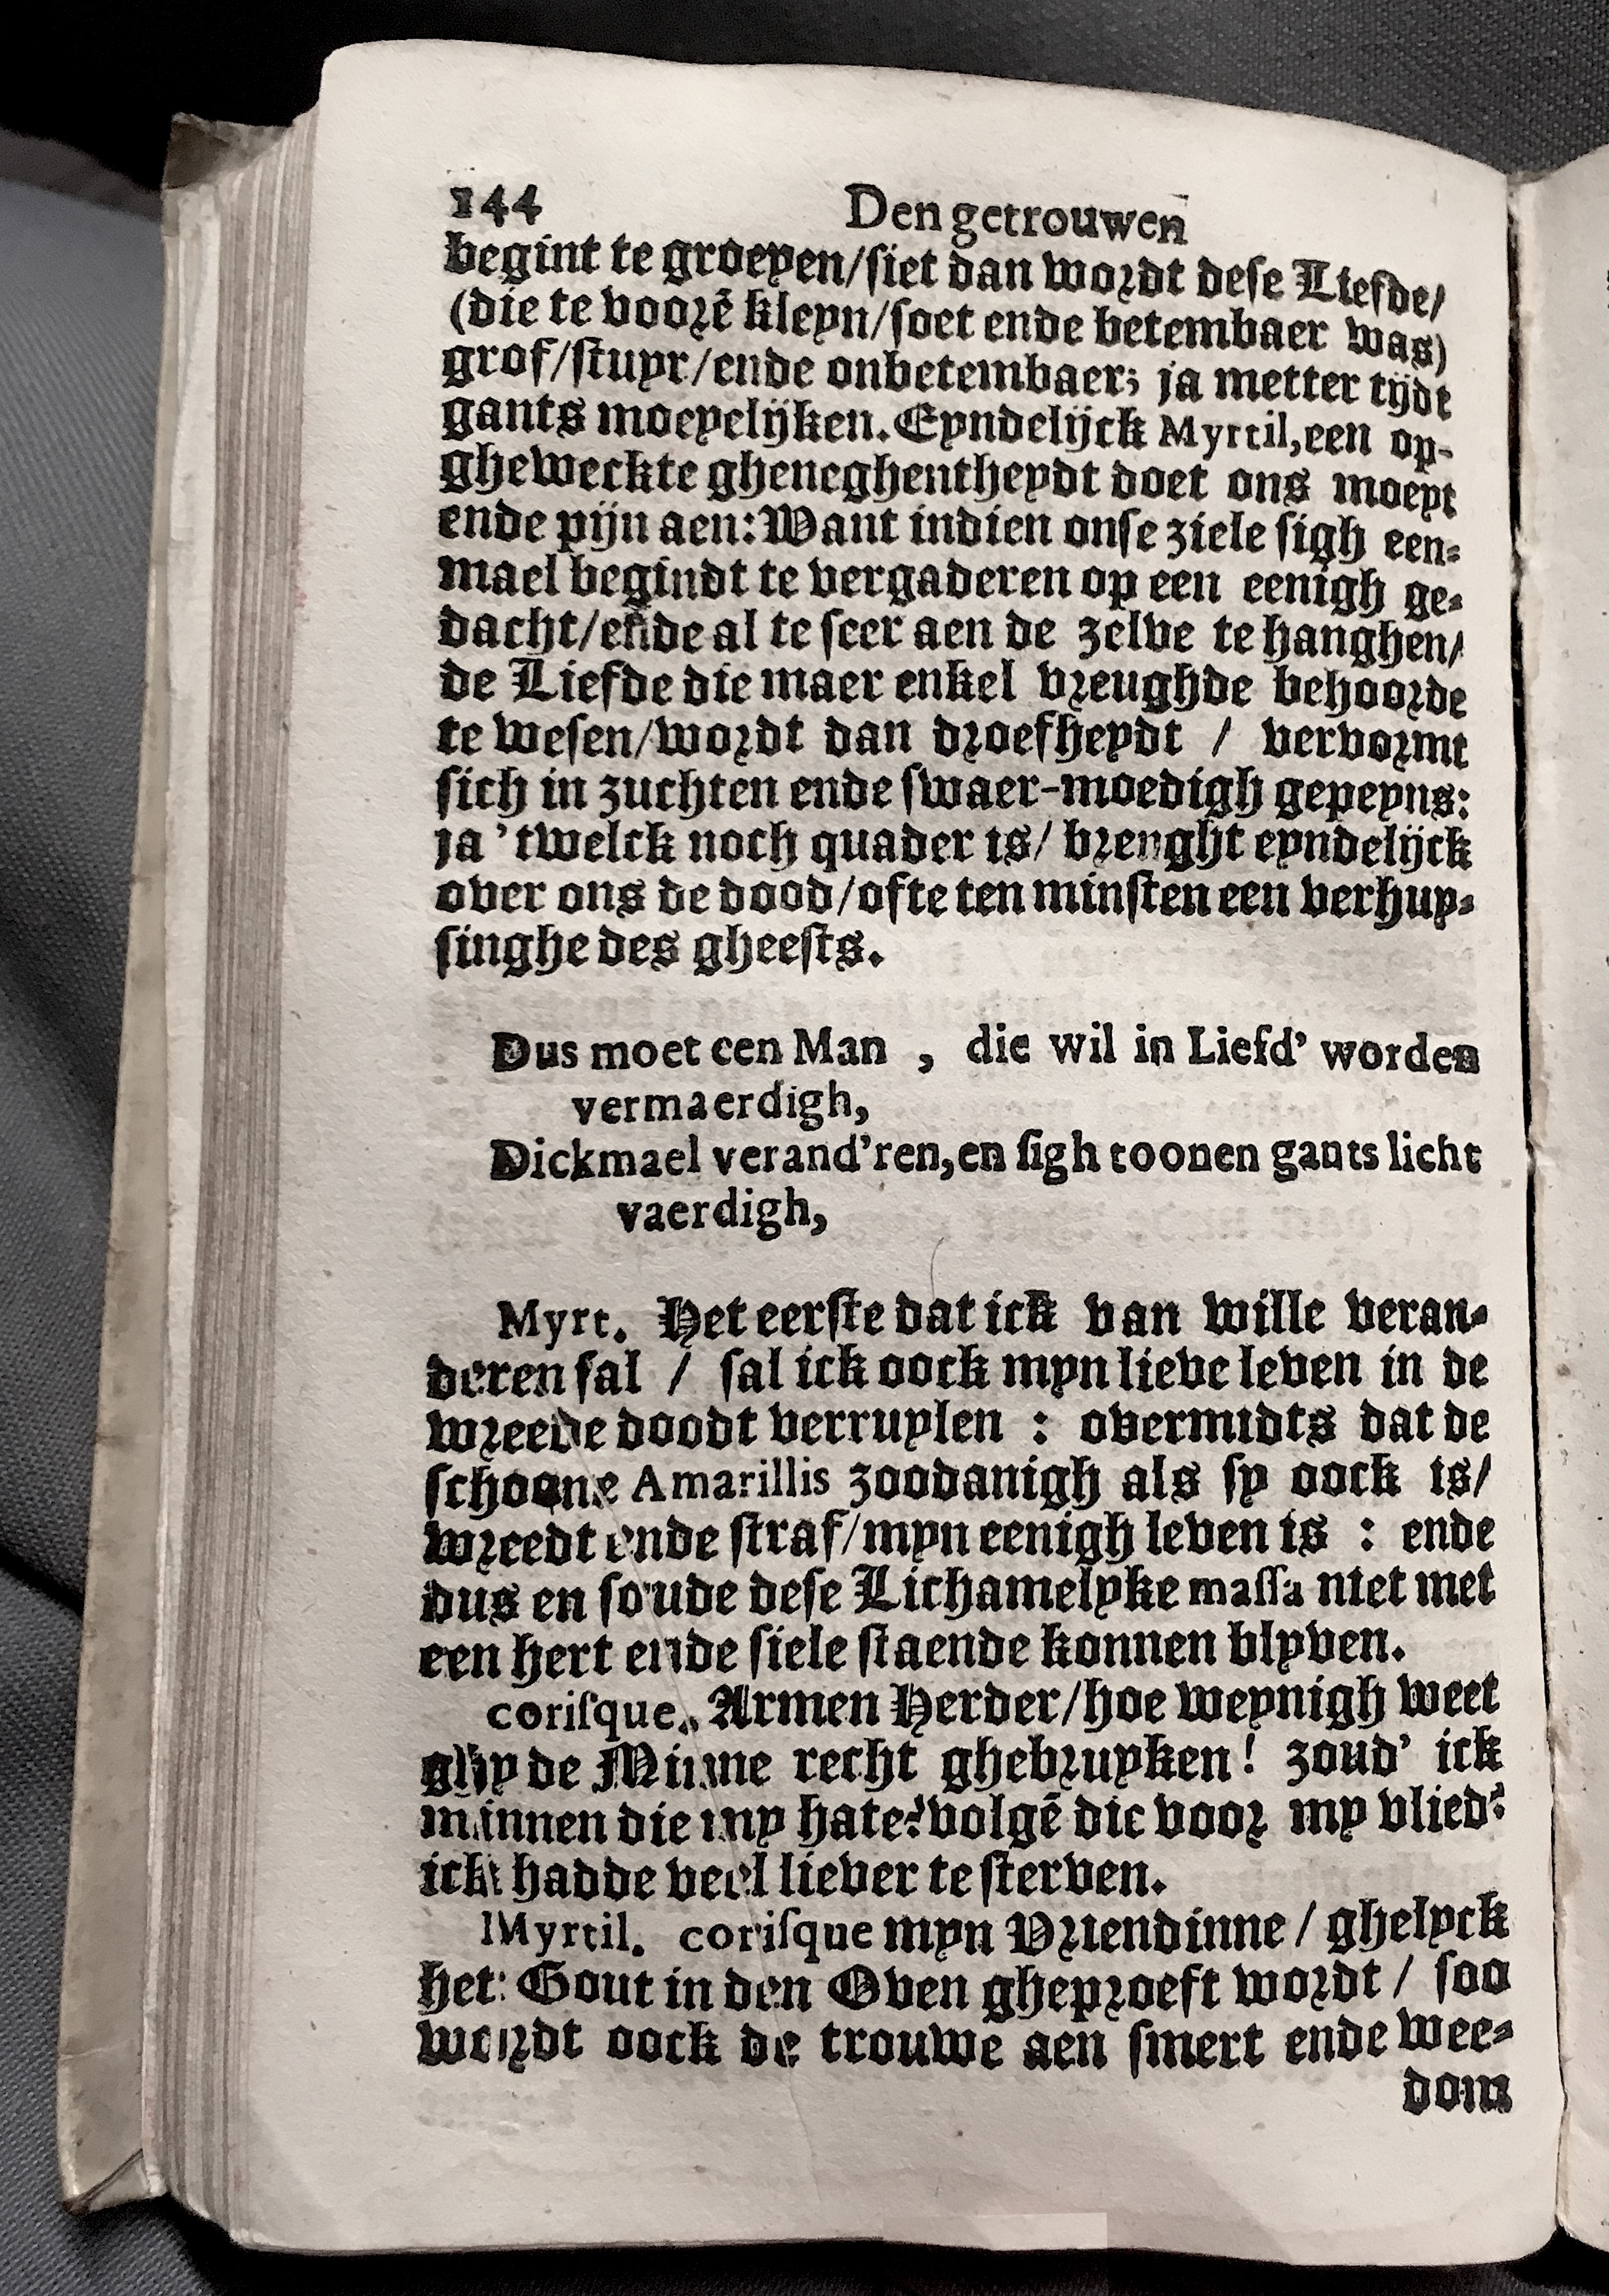 144 Den getrouwen
begint te groeyen/siet dan wordt dese Liefde/
(die te voorē kleyn/soet ende betembaer was)
grof/stuyr/ende onbetembaer; ja metter tijdt
gants moeyelijken. Eyndelijck Myrtil, een op-
gheweckte gheneghentheydt doet ons moeyt
ende pijn aen: Want indien onse ziele sigh een-
mael begindt te vergaderen op een eenigh ge-
dacht/ende al te seer aen de zelve te hanghen/
de Liefde die maer enkel vreughde behoorde
te wesen/wordt dan droefheydt / vervormt
sich in zuchten ende swaer-moedigh gepeyns:
ja 'twelck noch quader is/ brenght eyndelijck
over ons de dood/ofte ten minsten een verhuy-
singhe des gheests.
Dus moet een Man , die wil in Liefd' worden
vermaerdigh,
Dickmael verand'ren, en sigh toonen gants licht
vaerdigh,
Myrt. Het eerste dat ick van wille veran-
deren sal / sal ick oock myn lieve leven in de
wreede doodt verruylen : overmidts dat de
schoone Amarillis zoodanigh als sy oock is/
wreedt ende straf/myn eenigh leven is : ende
dus en soude dese Lichamelyke massa niet met
een hert ende siele staende konnen blyven.
corisque. Armen Herder/hoe weynigh weet
ghy de Minne recht ghebruyken! zoud' ick
minnen die my hate? volgē die voor my vlied?
ick hadde veel liever te sterven.
Myrtil. corisque myn Vriendinne / ghelyck
het Gout in den Oven gheproeft wordt / soo
wordt oock de trouwe aen smert ende wee-
dom